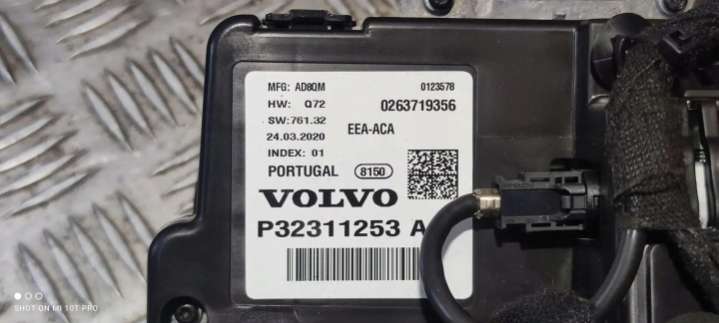 MFG: AD8QM 0123578
HW: Q72 0263719356
SW:761.32
24.03.2020 EEA-ACA
INDEX: 01
PORTUGAL 8150
VOLVO
P32311253 A
SHOT ON MI 10T PRO